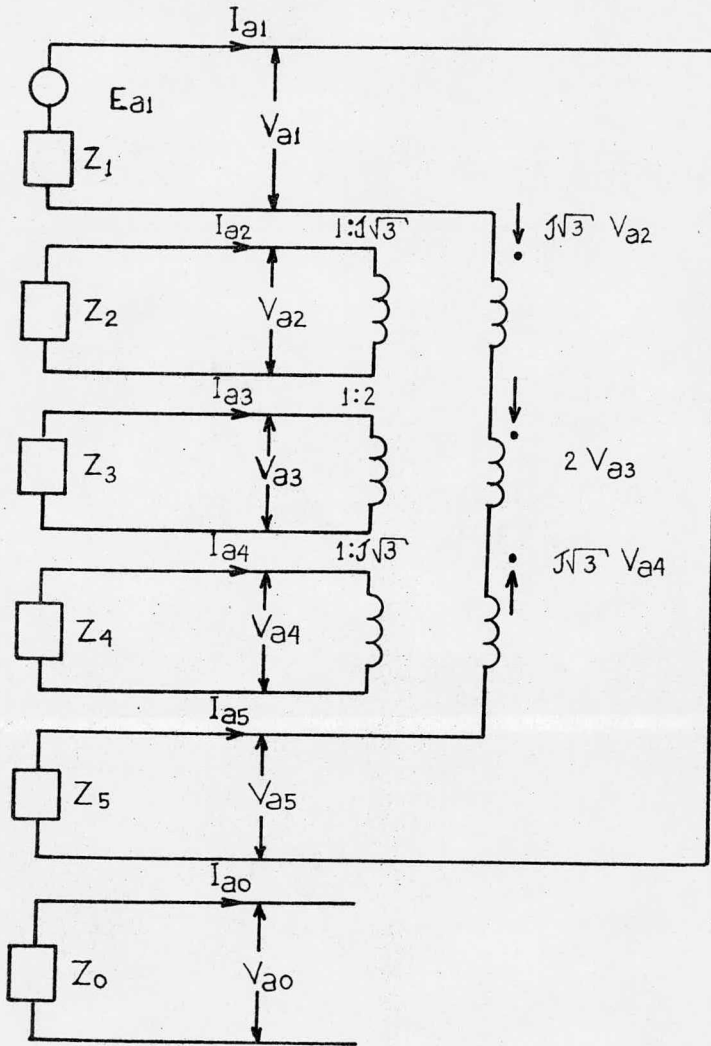 Ia1
Ea1
Va1
Z1
Ia2
1:J√3
J√3 Va2
Z2
Va2
Ia3
1:2
Z3
Va3
2 Va3
Ia4
1:J√3
J√3 Va4
Z4
Va4
Ia5
Z5
Va5
Ia0
Z0
Va0